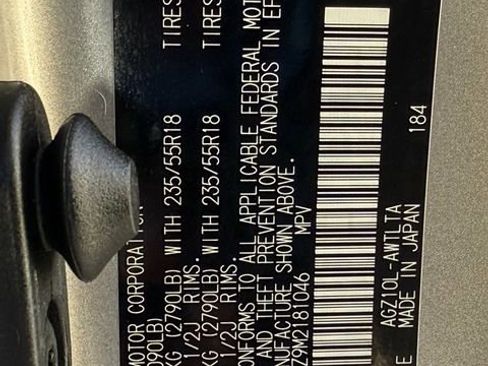 MOTOR CORPORATION
090LB)
KG (2790LB) WITH 235/55R18 TIRES
1/2J RIMS.
KG (2790LB) WITH 235/55R18 TIRES
1/2J RIMS.
CONFORMS TO ALL APPLICABLE FEDERAL MOT
AND THEFT PREVENTION STANDARDS IN EF
NUFACTURE SHOWN ABOVE.
Z9M2181046 MPV
AGZ10L-AWTLTA
E MADE IN JAPAN 184